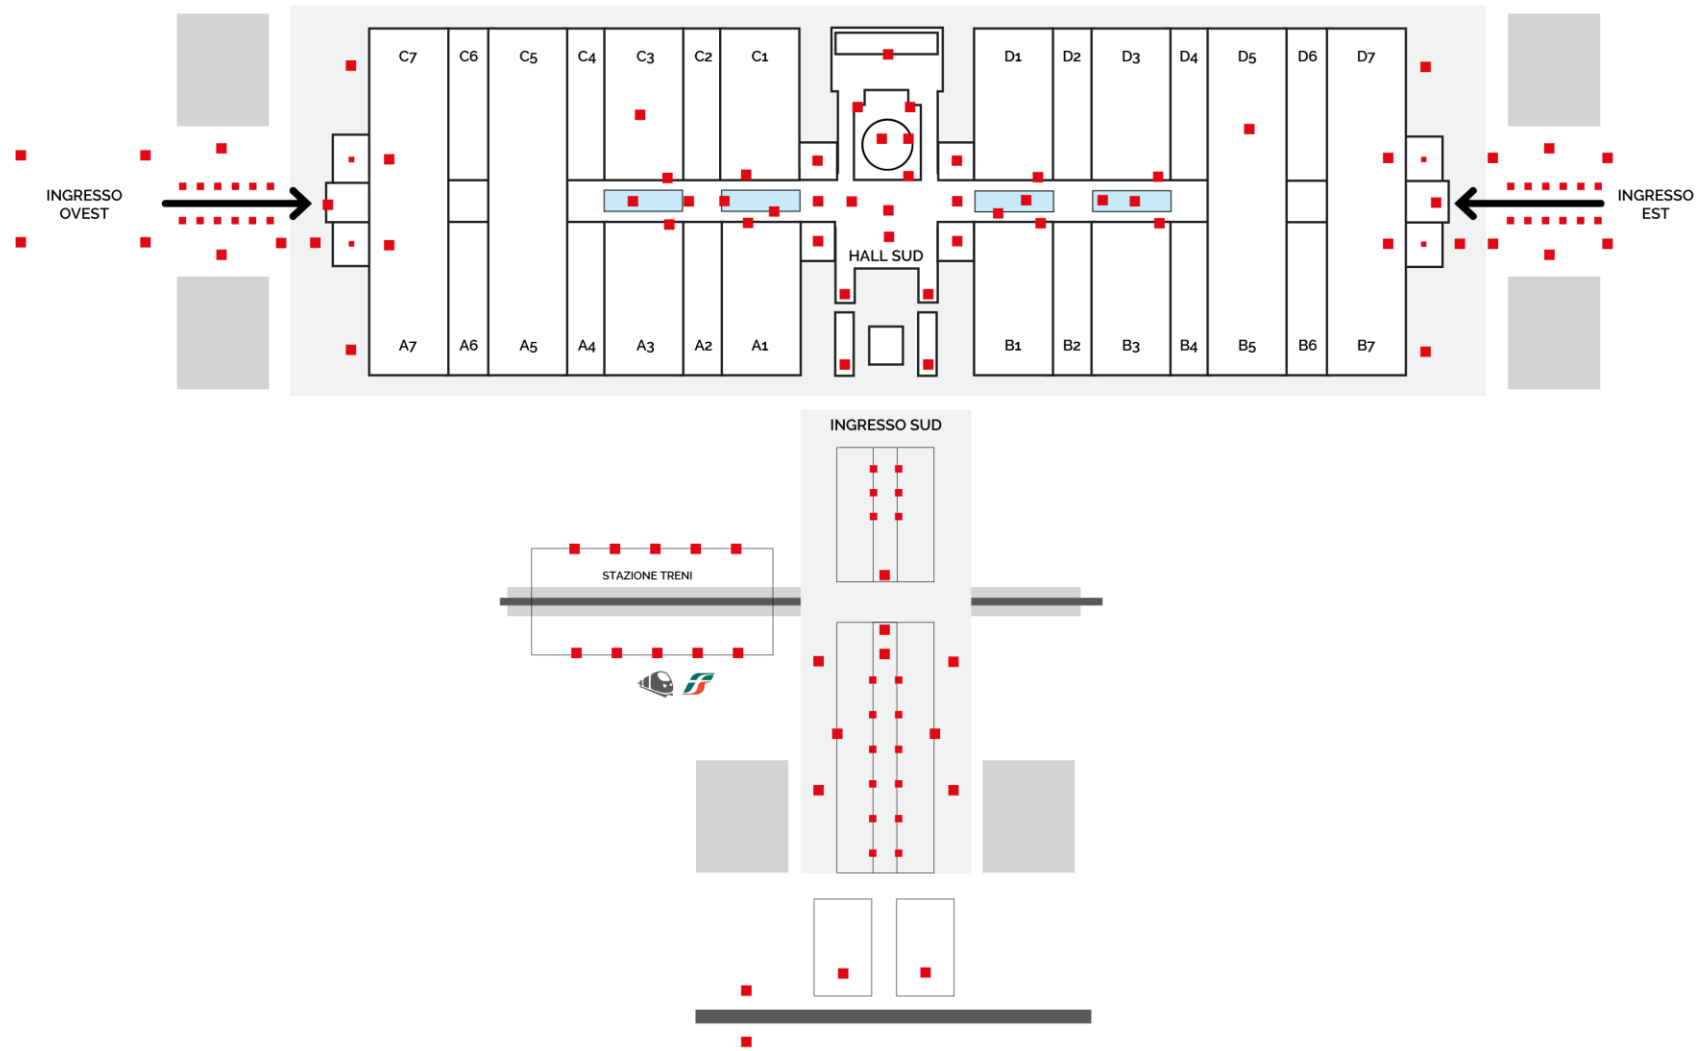 C7 C6 C5 C4 C3 C2 C1 D1 D2 D3 D4 D5 D6 D7
INGRESSO
OVEST
INGRESSO
EST
HALL SUD
A7 A6 A5 A4 A3 A2 A1 B1 B2 B3 B4 B5 B6 B7
INGRESSO SUD
STAZIONE TRENI